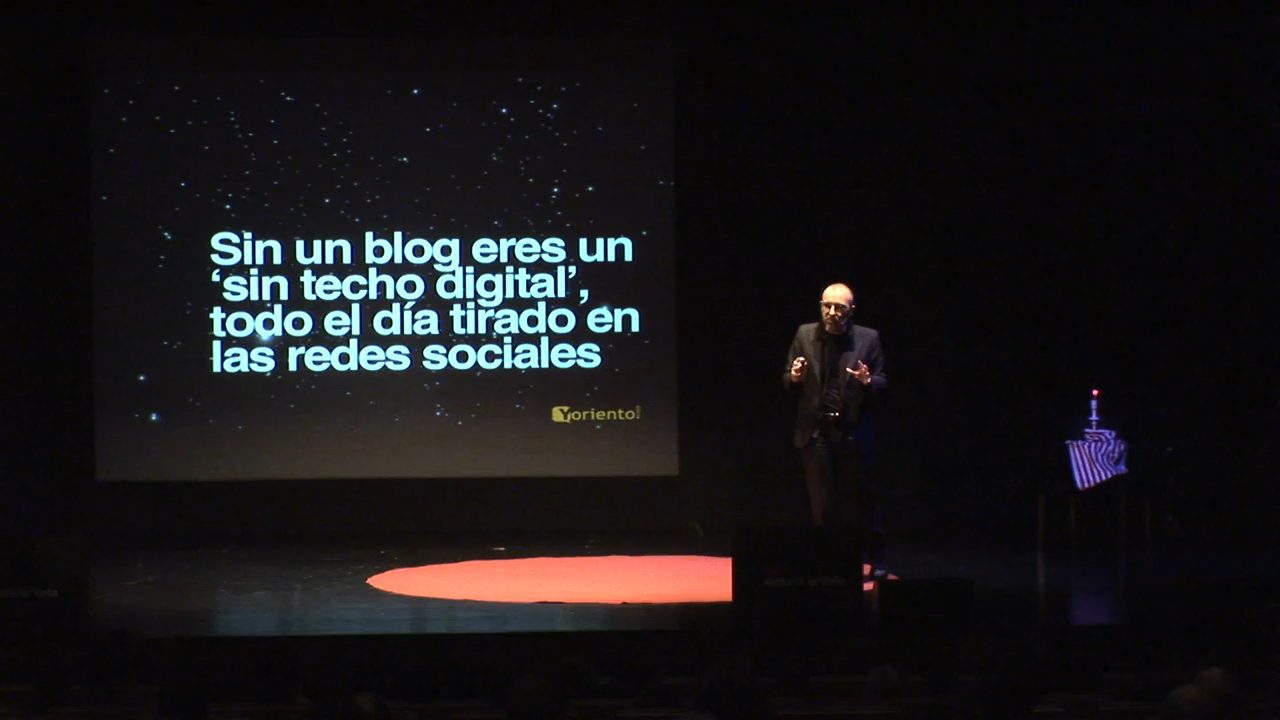 Sin un blog eres un
‘sin techo digital’,
todo el día tirado en
las redes sociales
Yoriento